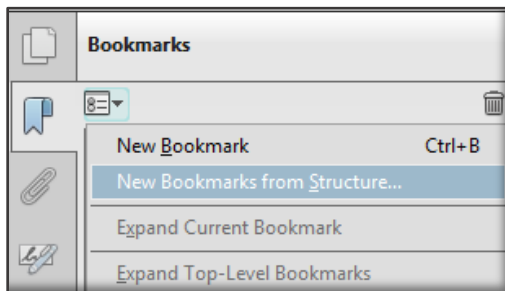 Bookmarks
New Bookmark Ctrl+B
New Bookmarks from Structure...
Expand Current Bookmark
Expand Top-Level Bookmarks